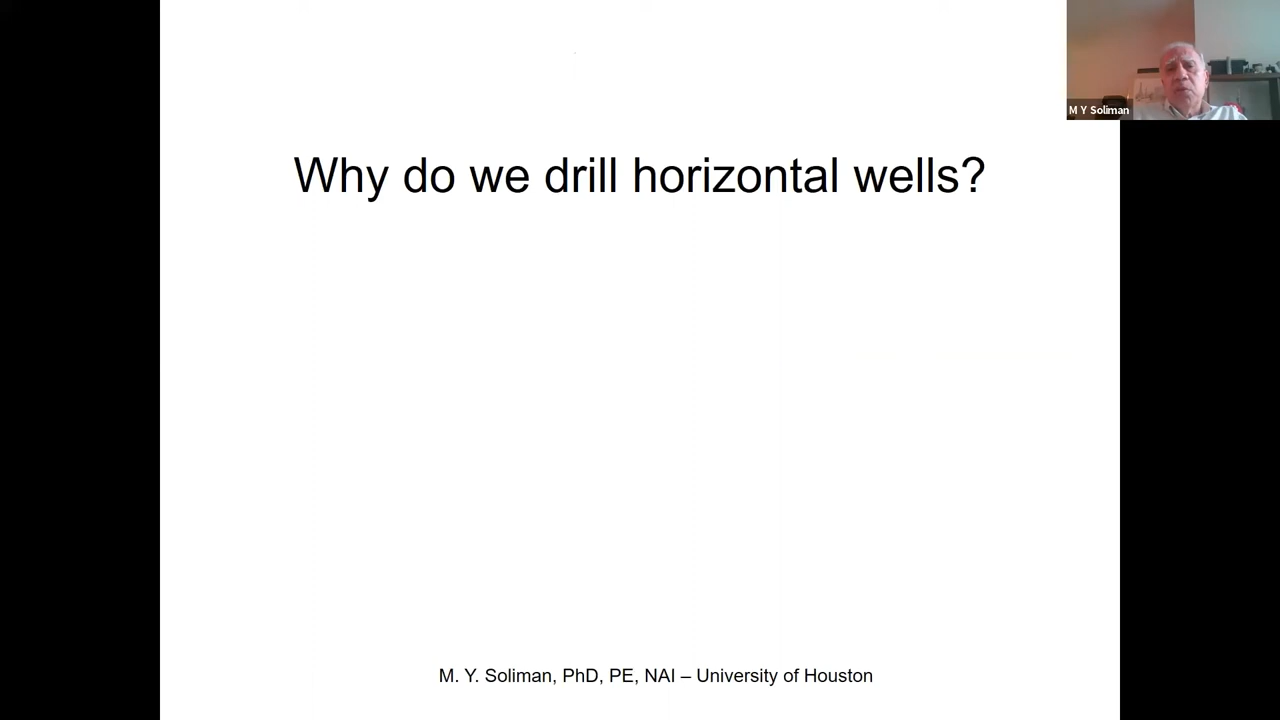 M Y Soliman
Why do we drill horizontal wells?
M. Y. Soliman, PhD, PE, NAI – University of Houston